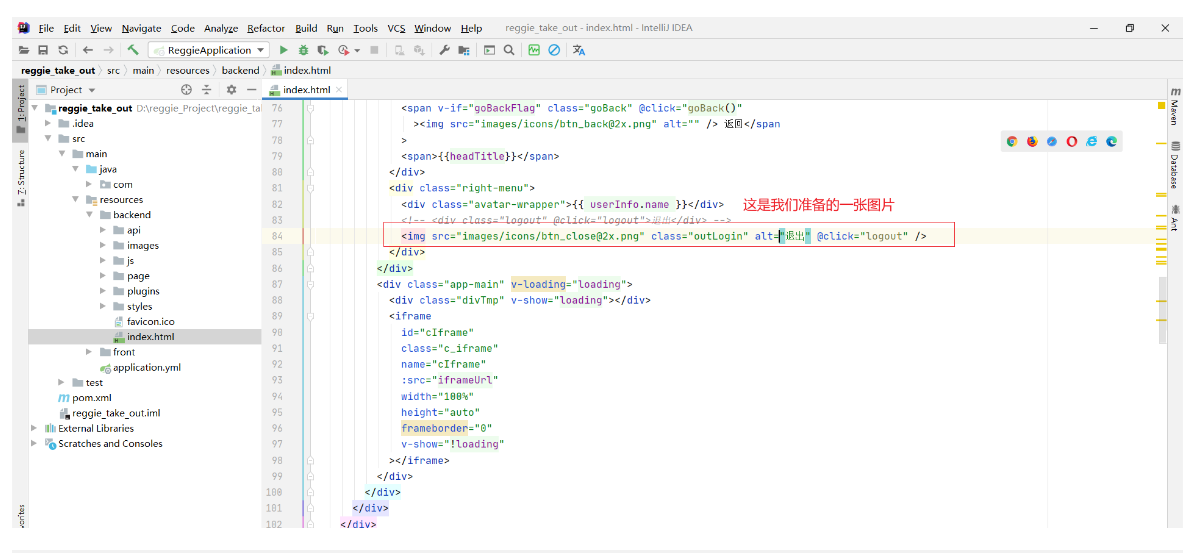 File Edit View Navigate Code Analyze Refactor Build Run Tools VCS Window Help reggie_take_out - index.html - IntelliJ IDEA
ReggieApplication
reggie_take_out src main resources backend index.html
Project
index.html
1: Project
7: Structure
Maven
Database
Ant
reggie_take_out D:\reggie_Project\reggie_ta
.idea
src
main
java
com
resources
backend
api
images
js
page
plugins
styles
favicon.ico
index.html
front
application.yml
test
pom.xml
reggie_take_out.iml
External Libraries
Scratches and Consoles
76 <span v-if="goBackFlag" class="goBack" @click="goBack()"
77 ><img src="images/icons/btn_back@2x.png" alt="" /> 返回</span
78 >
79 <span>{{headTitle}}</span>
80 </div>
81 <div class="right-menu">
82 <div class="avatar-wrapper">{{ userInfo.name }}</div>
这是我们准备的一张图片
83 <!-- <div class="logout" @click="logout">退出</div> -->
84 <img src="images/icons/btn_close@2x.png" class="outLogin" alt="退出" @click="logout" />
85 </div>
86 </div>
87 <div class="app-main" v-loading="loading">
88 <div class="divTmp" v-show="loading"></div>
89 <iframe
90 id="cIframe"
91 class="c_iframe"
92 name="cIframe"
93 :src="iframeUrl"
94 width="100%"
95 height="auto"
96 frameborder="0"
97 v-show="!loading"
98 ></iframe>
99 </div>
100 </div>
101 </div>
102 </div>